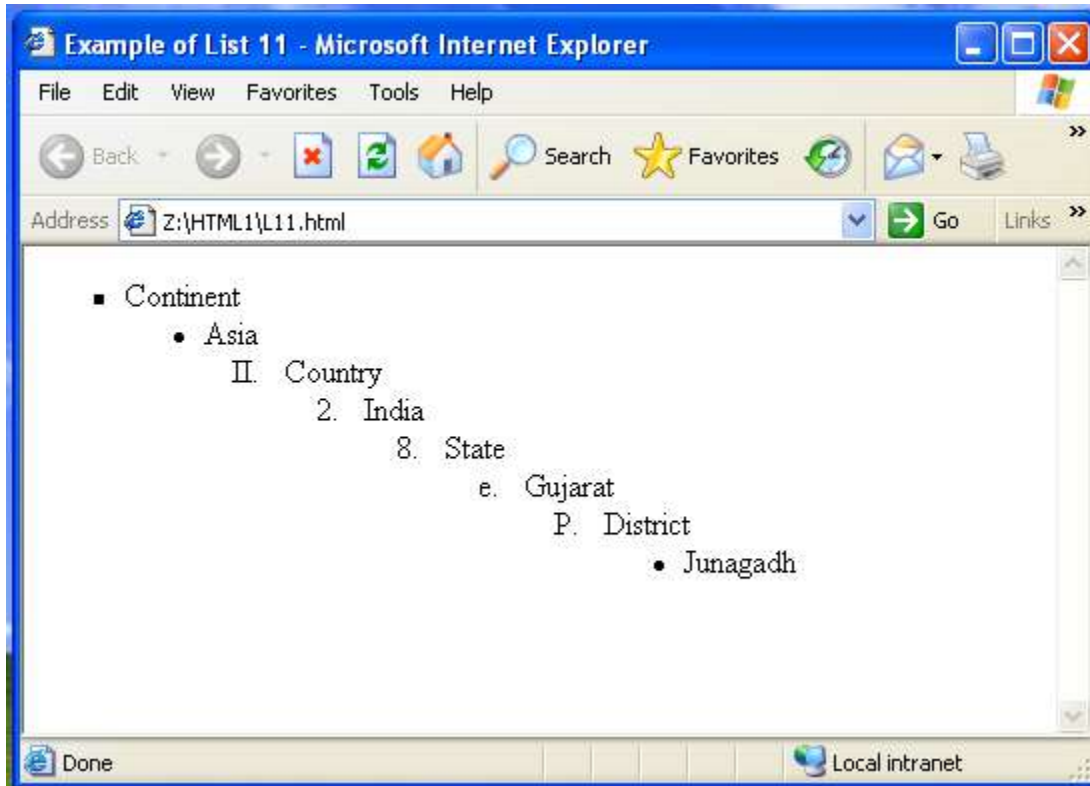 Example of List 11 - Microsoft Internet Explorer
File Edit View Favorites Tools Help
Back Search Favorites »
Address Z:\HTML1\L11.html Go Links »
▪ Continent
• Asia
II. Country
2. India
8. State
e. Gujarat
P. District
• Junagadh
Done Local intranet